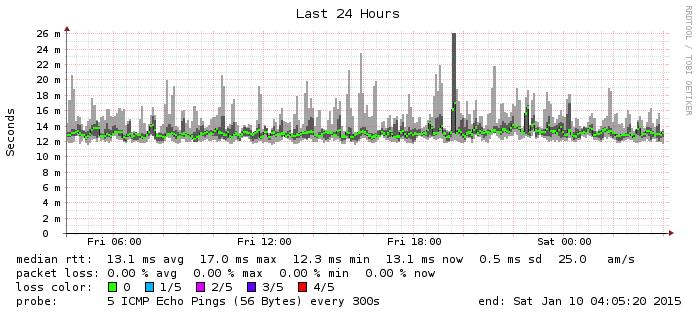 Last 24 Hours
RRDTOOL / TOBI OETIKER
Seconds
26 m
24 m
22 m
20 m
18 m
16 m
14 m
12 m
10 m
8 m
6 m
4 m
2 m
0
Fri 06:00 Fri 12:00 Fri 18:00 Sat 00:00
median rtt: 13.1 ms avg 17.0 ms max 12.3 ms min 13.1 ms now 0.5 ms sd 25.0 am/s
packet loss: 0.00 % avg 0.00 % max 0.00 % min 0.00 % now
loss color: 0 1/5 2/5 3/5 4/5
probe: 5 ICMP Echo Pings (56 Bytes) every 300s end: Sat Jan 10 04:05:20 2015